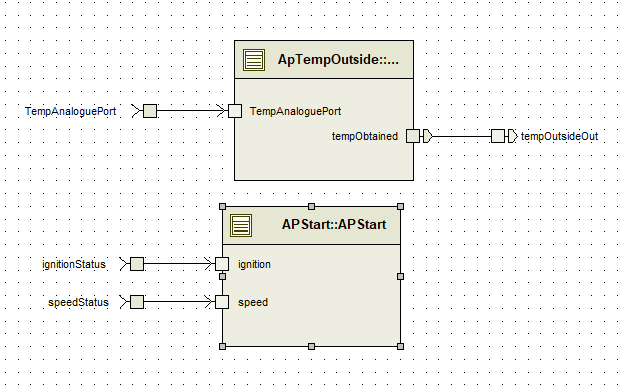 ApTempOutside::...
TempAnaloguePort
TempAnaloguePort
tempObtained
tempOutsideOut
APStart::APStart
ignitionStatus
ignition
speedStatus
speed